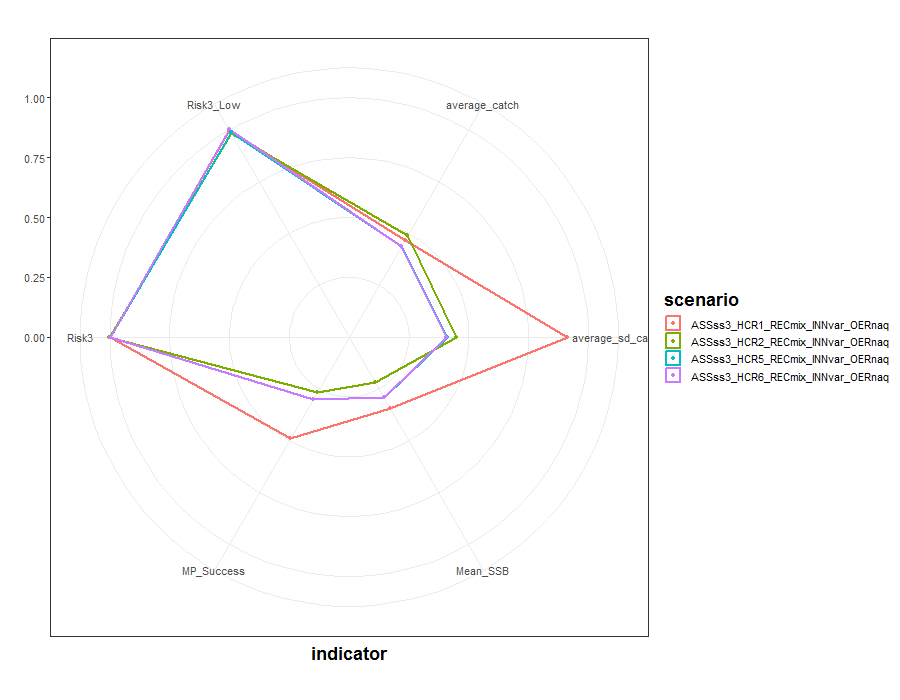 1.00
0.75
0.50
0.25
0.00
Risk3_Low
average_catch
Risk3
average_sd_ca
MP_Success
Mean_SSB
indicator
scenario
ASSss3_HCR1_RECmix_INNvar_OERnaq
ASSss3_HCR2_RECmix_INNvar_OERnaq
ASSss3_HCR5_RECmix_INNvar_OERnaq
ASSss3_HCR6_RECmix_INNvar_OERnaq